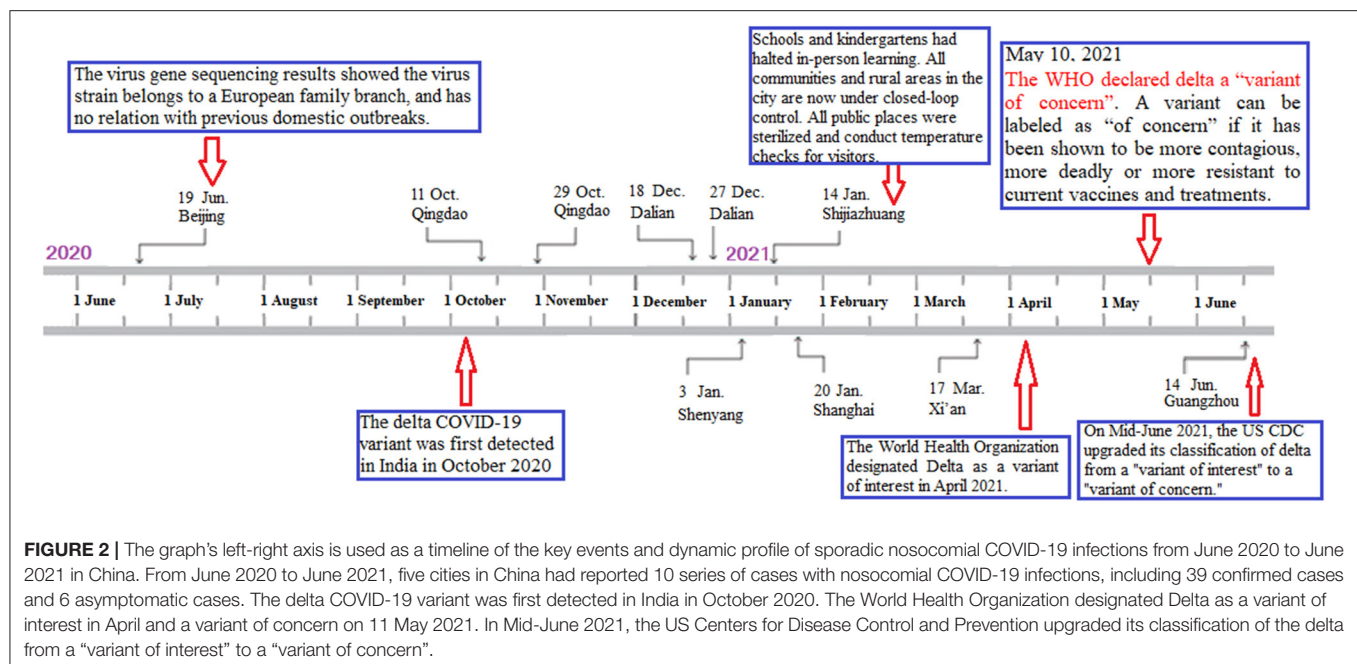 The virus gene sequencing results showed the virus
strain belongs to a European family branch, and has
no relation with previous domestic outbreaks.
Schools and kindergartens had
halted in-person learning. All
communities and rural areas in the
city are now under closed-loop
control. All public places were
sterilized and conduct temperature
checks for visitors.
May 10, 2021
The WHO declared delta a “variant
of concern”. A variant can be
labeled as “of concern” if it has
been shown to be more contagious,
more deadly or more resistant to
current vaccines and treatments.
19 Jun.
Beijing
11 Oct.
Qingdao
29 Oct.
Qingdao
18 Dec.
Dalian
27 Dec.
Dalian
14 Jan.
Shijiazhuang
2020
2021
1 June
1 July
1 August
1 September
1 October
1 November
1 December
1 January
1 February
1 March
1 April
1 May
1 June
3 Jan.
Shenyang
20 Jan.
Shanghai
17 Mar.
Xi’an
14 Jun.
Guangzhou
The delta COVID-19
variant was first detected
in India in October 2020
The World Health Organization
designated Delta as a variant
of interest in April 2021.
On Mid-June 2021, the US CDC
upgraded its classification of delta
from a "variant of interest" to a
"variant of concern."
FIGURE 2 | The graph’s left-right axis is used as a timeline of the key events and dynamic profile of sporadic nosocomial COVID-19 infections from June 2020 to June
2021 in China. From June 2020 to June 2021, five cities in China had reported 10 series of cases with nosocomial COVID-19 infections, including 39 confirmed cases
and 6 asymptomatic cases. The delta COVID-19 variant was first detected in India in October 2020. The World Health Organization designated Delta as a variant of
interest in April and a variant of concern on 11 May 2021. In Mid-June 2021, the US Centers for Disease Control and Prevention upgraded its classification of the delta
from a “variant of interest” to a “variant of concern”.